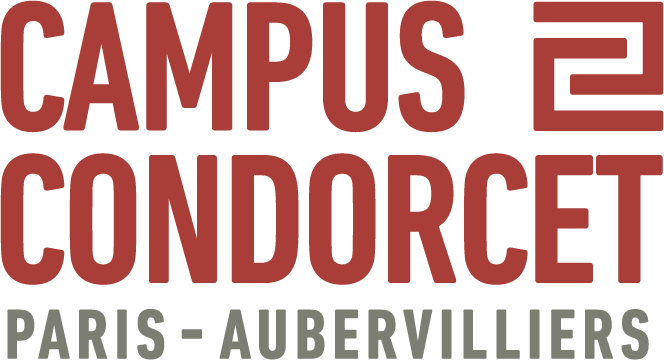 CAMPUS
CONDORCET
PARIS - AUBERVILLIERS